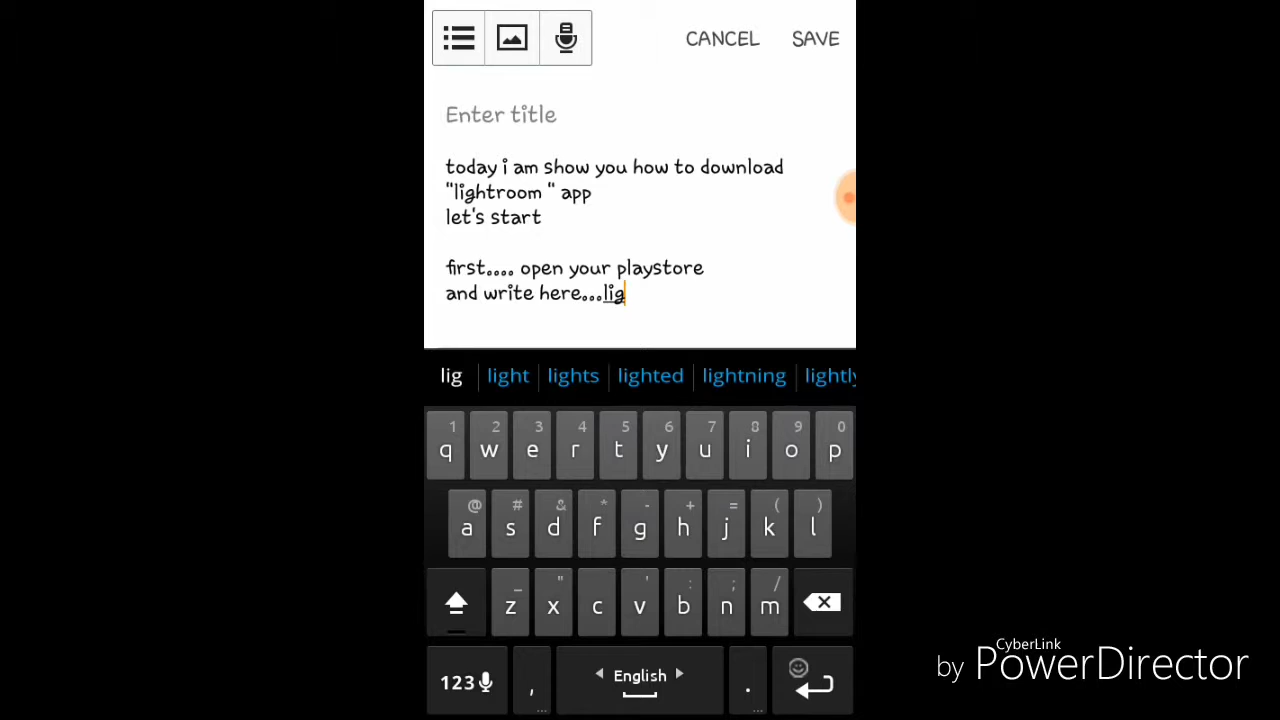 CANCEL SAVE
Enter title
today i am show you how to download
"lightroom " app
let's start
first.... open your playstore
and write here...lig
lig light lights lighted lightning lightly
1 2 3 4 5 6 7 8 9 0
q w e r t y u i o p
@ # & * - + = ( )
a s d f g h j k l
_ " ' : ; /
z x c v b n m
123 , English .
CyberLink
by PowerDirector